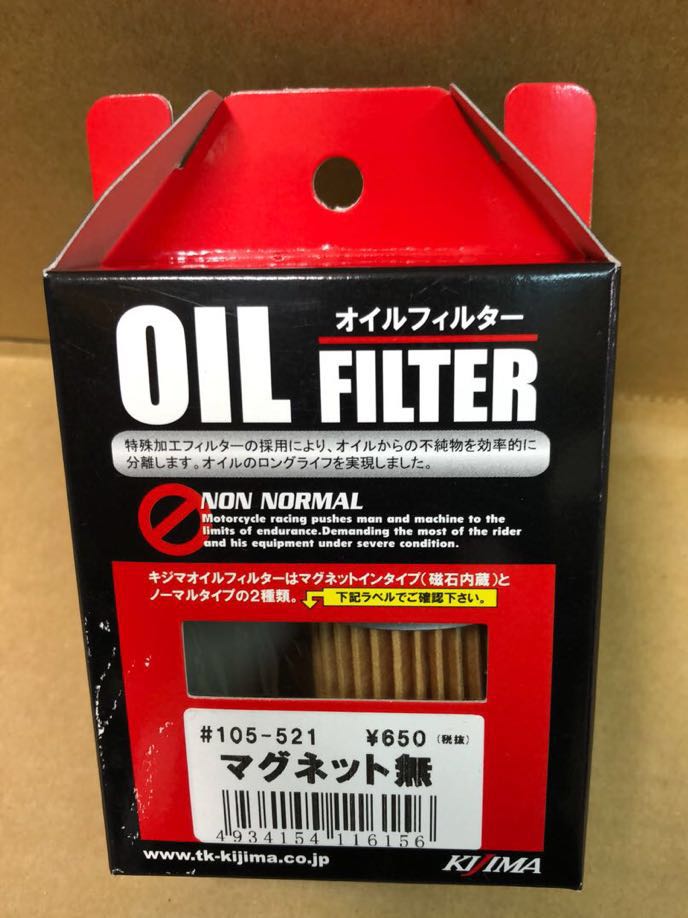 オイルフィルター
OIL FILTER
特殊加工フィルターの採用により、オイルからの不純物を効率的に
分離します。オイルのロングライフを実現しました。
NON NORMAL
Motorcycle racing pushes man and machine to the
limits of endurance.Demanding the most of the rider
and his equipment under severe condition.
キジマオイルフィルターはマグネットインタイプ(磁石内蔵)と
ノーマルタイプの2種類。 下記ラベルでご確認下さい。
#105-521 ¥650 (税抜)
マグネット無
4934154 116156
www.tk-kijima.co.jp KIJIMA